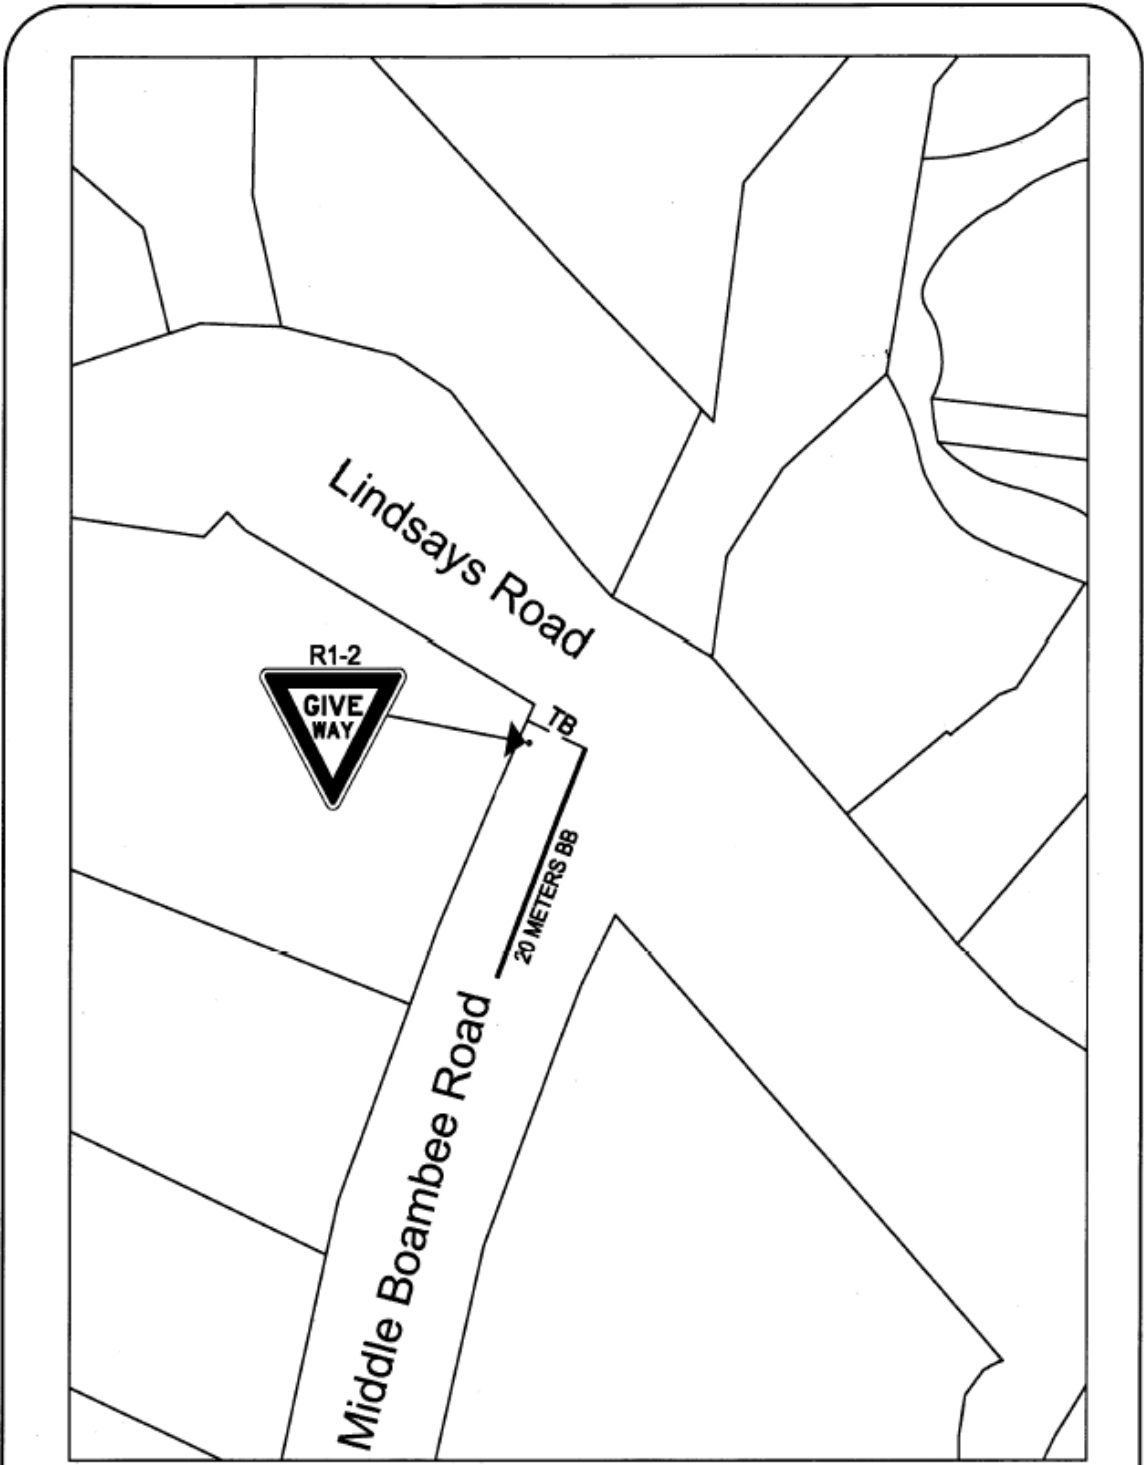 Lindsays Road
R1-2
GIVE
WAY
TB
20 METERS BB
Middle Boambee Road